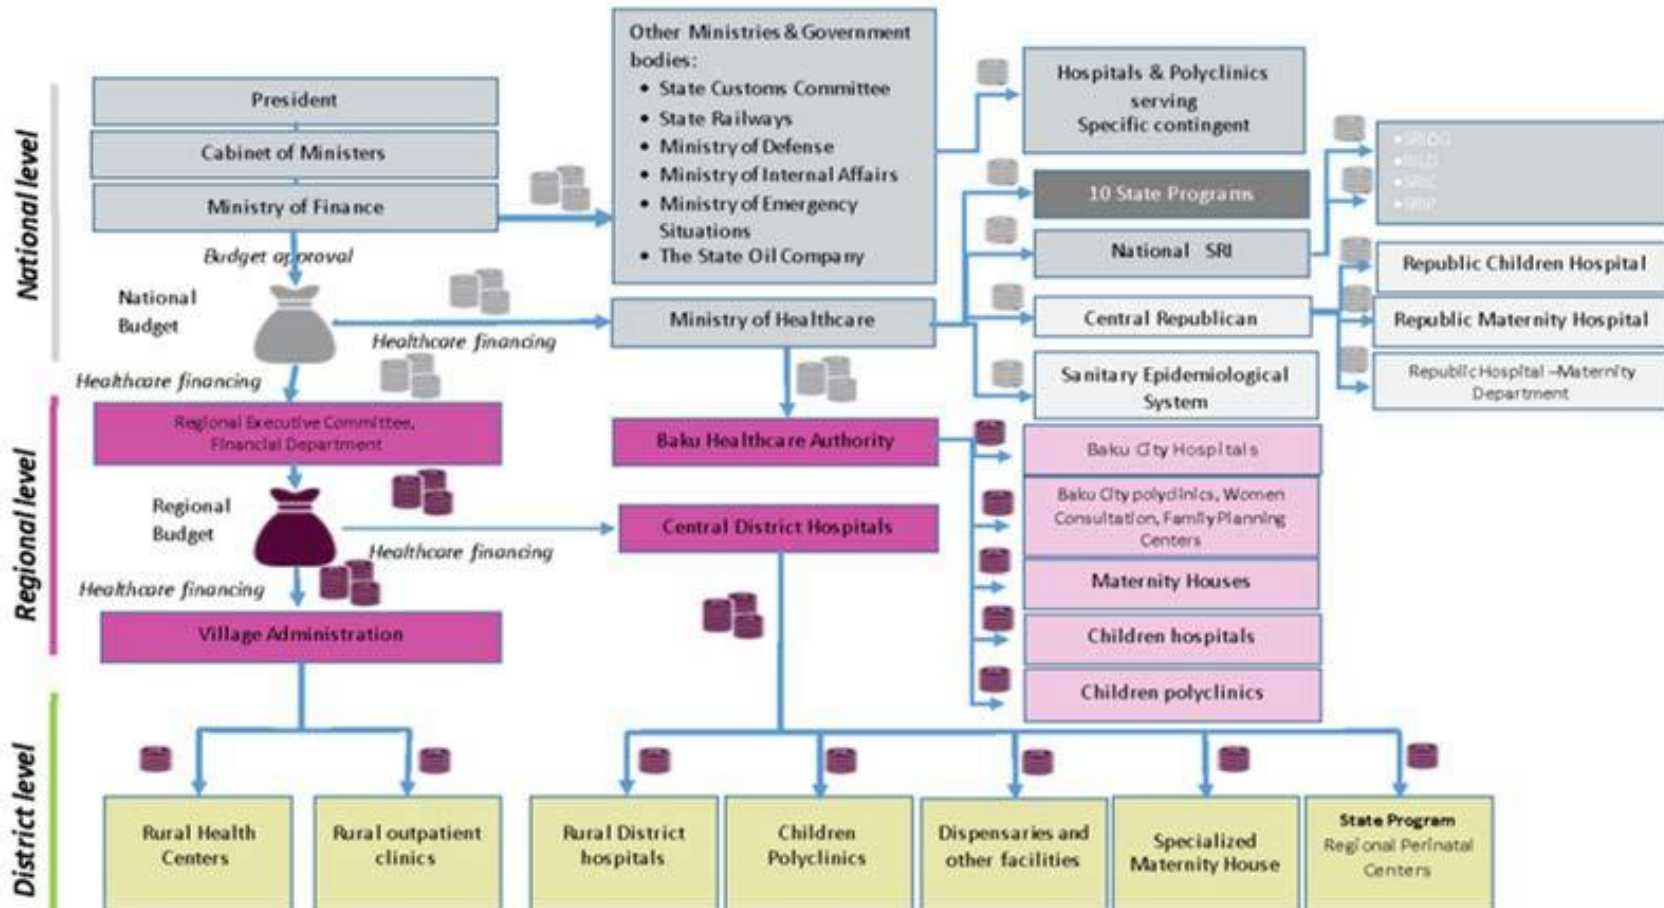 National level
President
Cabinet of Ministers
Ministry of Finance
Budget approval
National
Budget
Healthcare financing
Healthcare financing
Other Ministries & Government
bodies:
• State Customs Committee
• State Railways
• Ministry of Defense
• Ministry of Internal Affairs
• Ministry of Emergency
Situations
• The State Oil Company
Ministry of Healthcare
Hospitals & Polyclinics
serving
Specific contingent
10 State Programs
National SRI
Central Republican
Sanitary Epidemiological
System
Republic Children Hospital
Republic Maternity Hospital
Republic Hospital –Maternity
Department
Regional level
Regional Executive Committee,
Financial Department
Regional
Budget
Healthcare financing
Healthcare financing
Village Administration
Baku Healthcare Authority
Central District Hospitals
Baku City Hospitals
Baku City polyclinics, Women
Consultation, Family Planning
Centers
Maternity Houses
Children hospitals
Children polyclinics
District level
Rural Health
Centers
Rural outpatient
clinics
Rural District
hospitals
Children
Polyclinics
Dispensaries and
other facilities
Specialized
Maternity House
State Program
Regional Perinatal
Centers